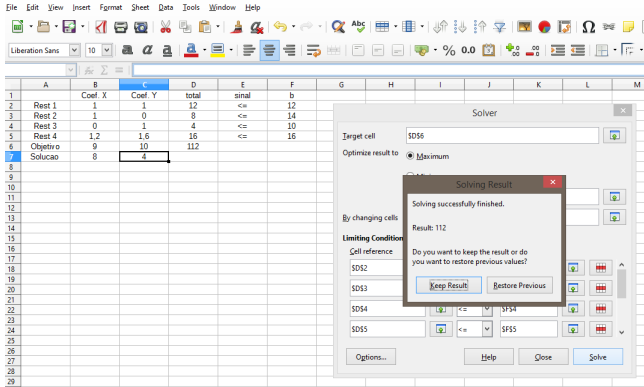 File Edit View Insert Format Sheet Data Tools Window Help
Liberation Sans 10
A B C D E F G H I J K L M
1 Coef. X Coef. Y total sinal b
2 Rest 1 1 1 12 <= 12
3 Rest 2 1 0 8 <= 14
4 Rest 3 0 1 4 <= 10
5 Rest 4 1,2 1,6 16 <= 16
6 Objetivo 9 10 112
7 Solucao 8 4
8
9
10
11
12
13
14
15
16
17
18
19
20
21
22
23
24
25
26
27
28
29
Solver
Target cell $D$6
Optimize result to Maximum
By changing cells
Limiting Condition
Cell reference
$D$2
$D$3
$D$4 <= $F$4
$D$5 <= $F$5
Options... Help Close Solve
Solving Result
Solving successfully finished.
Result: 112
Do you want to keep the result or do
you want to restore previous values?
Keep Result Restore Previous